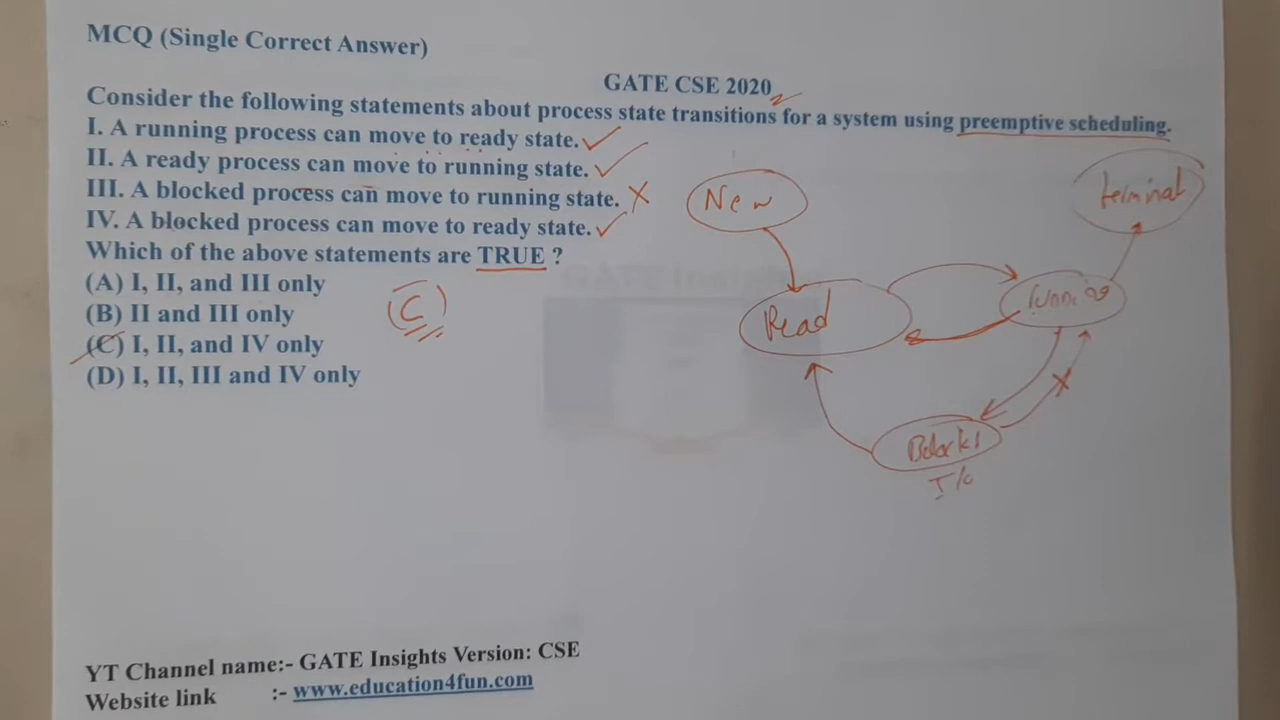 MCQ (Single Correct Answer)
GATE CSE 2020
Consider the following statements about process state transitions for a system using preemptive scheduling.
I. A running process can move to ready state.
II. A ready process can move to running state.
III. A blocked process can move to running state.
IV. A blocked process can move to ready state.
Which of the above statements are TRUE ?
(A) I, II, and III only
(B) II and III only
(C) I, II, and IV only
(D) I, II, III and IV only
(C)
New
terminal
Read
I/O
YT Channel name:- GATE Insights Version: CSE
Website link :- www.education4fun.com